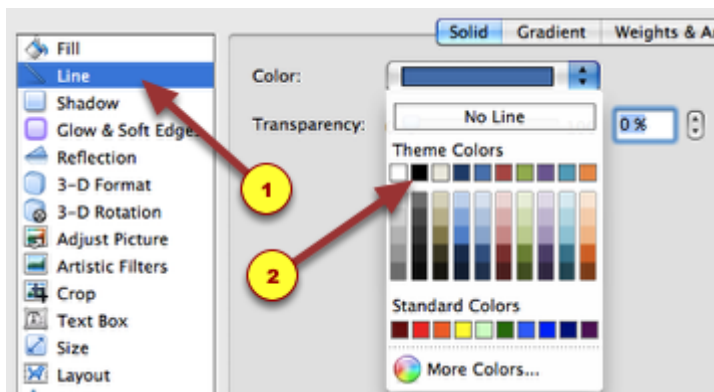 Solid Gradient Weights &
Fill
Line
Color:
Shadow
No Line
Glow & Soft Edges
Transparency:
0 %
Reflection
Theme Colors
3-D Format
1
3-D Rotation
Adjust Picture
Artistic Filters
2
Crop
Standard Colors
Text Box
Size
More Colors...
Layout